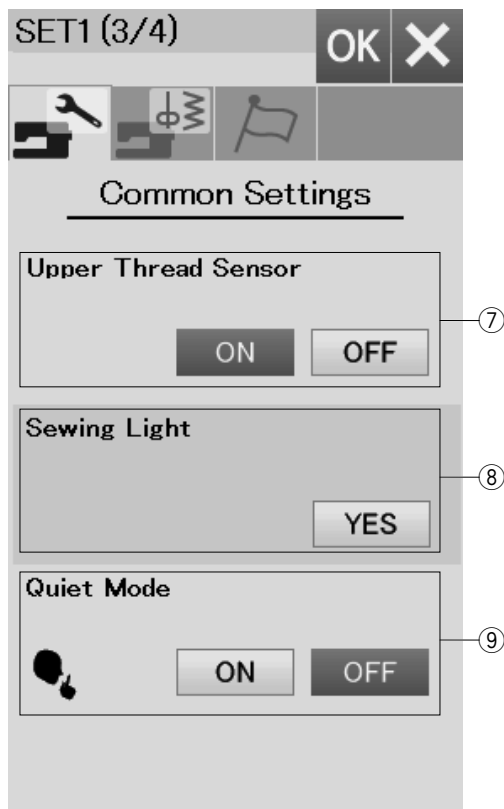 SET1 (3/4)
OK
Common Settings
Upper Thread Sensor
ON OFF
⑦
Sewing Light
YES
⑧
Quiet Mode
ON OFF
⑨